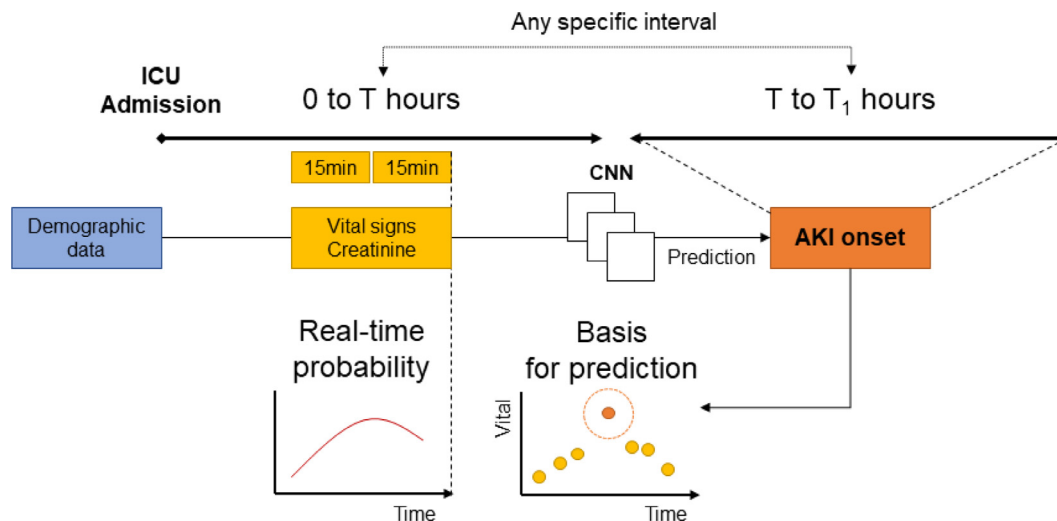 Any specific interval
ICU
Admission
0 to T hours
T to T₁ hours
15min
15min
CNN
Demographic
data
Vital signs
Creatinine
Prediction
AKI onset
Real-time
probability
Basis
for prediction
Vital
Time
Time